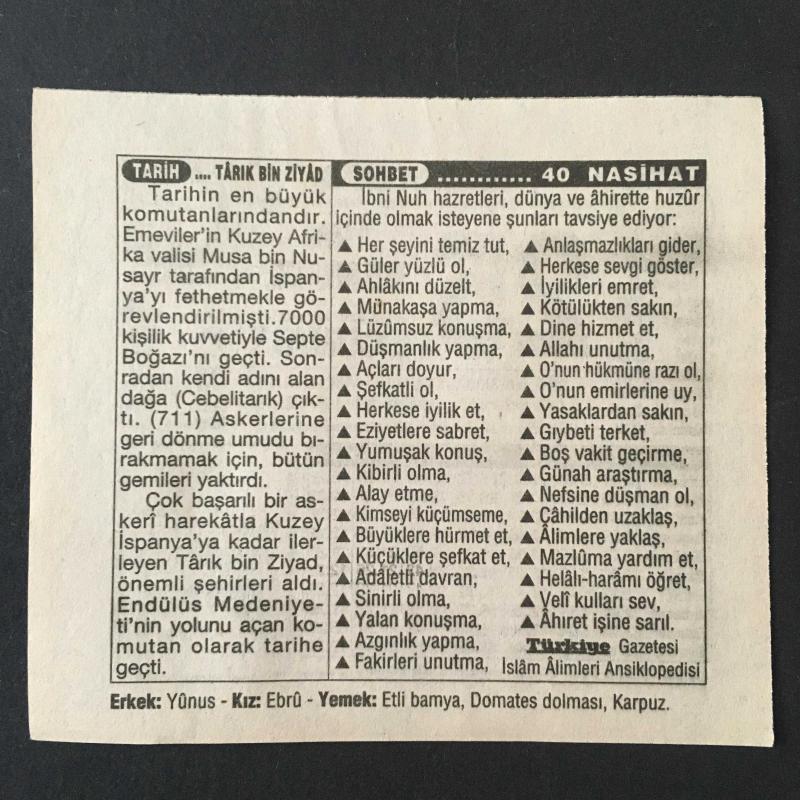 TARİH .... TÂRIK BİN ZİYÂD
Tarihin en büyük
komutanlarındandır.
Emeviler'in Kuzey Afri-
ka valisi Musa bin Nu-
sayr tarafından İspan-
ya'yı fethetmekle gö-
revlendirilmişti.7000
kişilik kuvvetiyle Septe
Boğazı'nı geçti. Son-
radan kendi adını alan
dağa (Cebelitarık) çık-
tı. (711) Askerlerine
geri dönme umudu bı-
rakmamak için, bütün
gemileri yaktırdı.
Çok başarılı bir as-
kerî harekâtla Kuzey
İspanya'ya kadar iler-
leyen Târık bin Ziyad,
önemli şehirleri aldı.
Endülüs Medeniye-
ti'nin yolunu açan ko-
mutan olarak tarihe
geçti.
SOHBET ............ 40 NASİHAT
İbni Nuh hazretleri, dünya ve âhirette huzûr
içinde olmak isteyene şunları tavsiye ediyor:
▲ Her şeyini temiz tut,
▲ Güler yüzlü ol,
▲ Ahlâkını düzelt,
▲ Münakaşa yapma,
▲ Lüzûmsuz konuşma,
▲ Düşmanlık yapma,
▲ Açları doyur,
▲ Şefkatli ol,
▲ Herkese iyilik et,
▲ Eziyetlere sabret,
▲ Yumuşak konuş,
▲ Kibirli olma,
▲ Alay etme,
▲ Kimseyi küçümseme,
▲ Büyüklere hürmet et,
▲ Küçüklere şefkat et,
▲ Adâletli davran,
▲ Sinirli olma,
▲ Yalan konuşma,
▲ Azgınlık yapma,
▲ Fakirleri unutma,
▲ Anlaşmazlıkları gider,
▲ Herkese sevgi göster,
▲ İyilikleri emret,
▲ Kötülükten sakın,
▲ Dine hizmet et,
▲ Allahı unutma,
▲ O'nun hükmüne razı ol,
▲ O'nun emirlerine uy,
▲ Yasaklardan sakın,
▲ Gıybeti terket,
▲ Boş vakit geçirme,
▲ Günah araştırma,
▲ Nefsine düşman ol,
▲ Câhilden uzaklaş,
▲ Âlimlere yaklaş,
▲ Mazlûma yardım et,
▲ Helâlı-harâmı öğret,
▲ Velî kulları sev,
▲ Âhıret işine sarıl.
Türkiye Gazetesi
İslâm Âlimleri Ansiklopedisi
Erkek: Yûnus - Kız: Ebrû - Yemek: Etli bamya, Domates dolması, Karpuz.